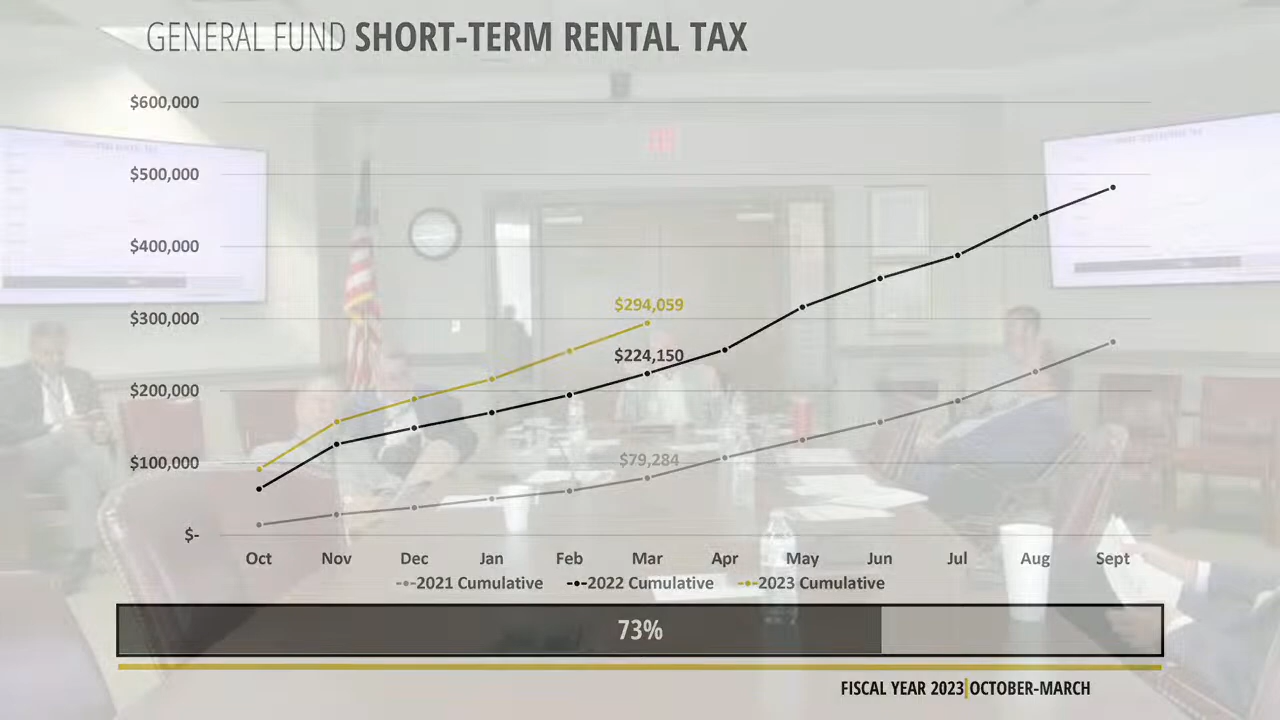 GENERAL FUND SHORT-TERM RENTAL TAX
$600,000
$500,000
$400,000
$300,000
$200,000
$100,000
$-
$294,059
$224,150
$79,284
Oct Nov Dec Jan Feb Mar Apr May Jun Jul Aug Sept
2021 Cumulative 2022 Cumulative 2023 Cumulative
73%
FISCAL YEAR 2023|OCTOBER-MARCH